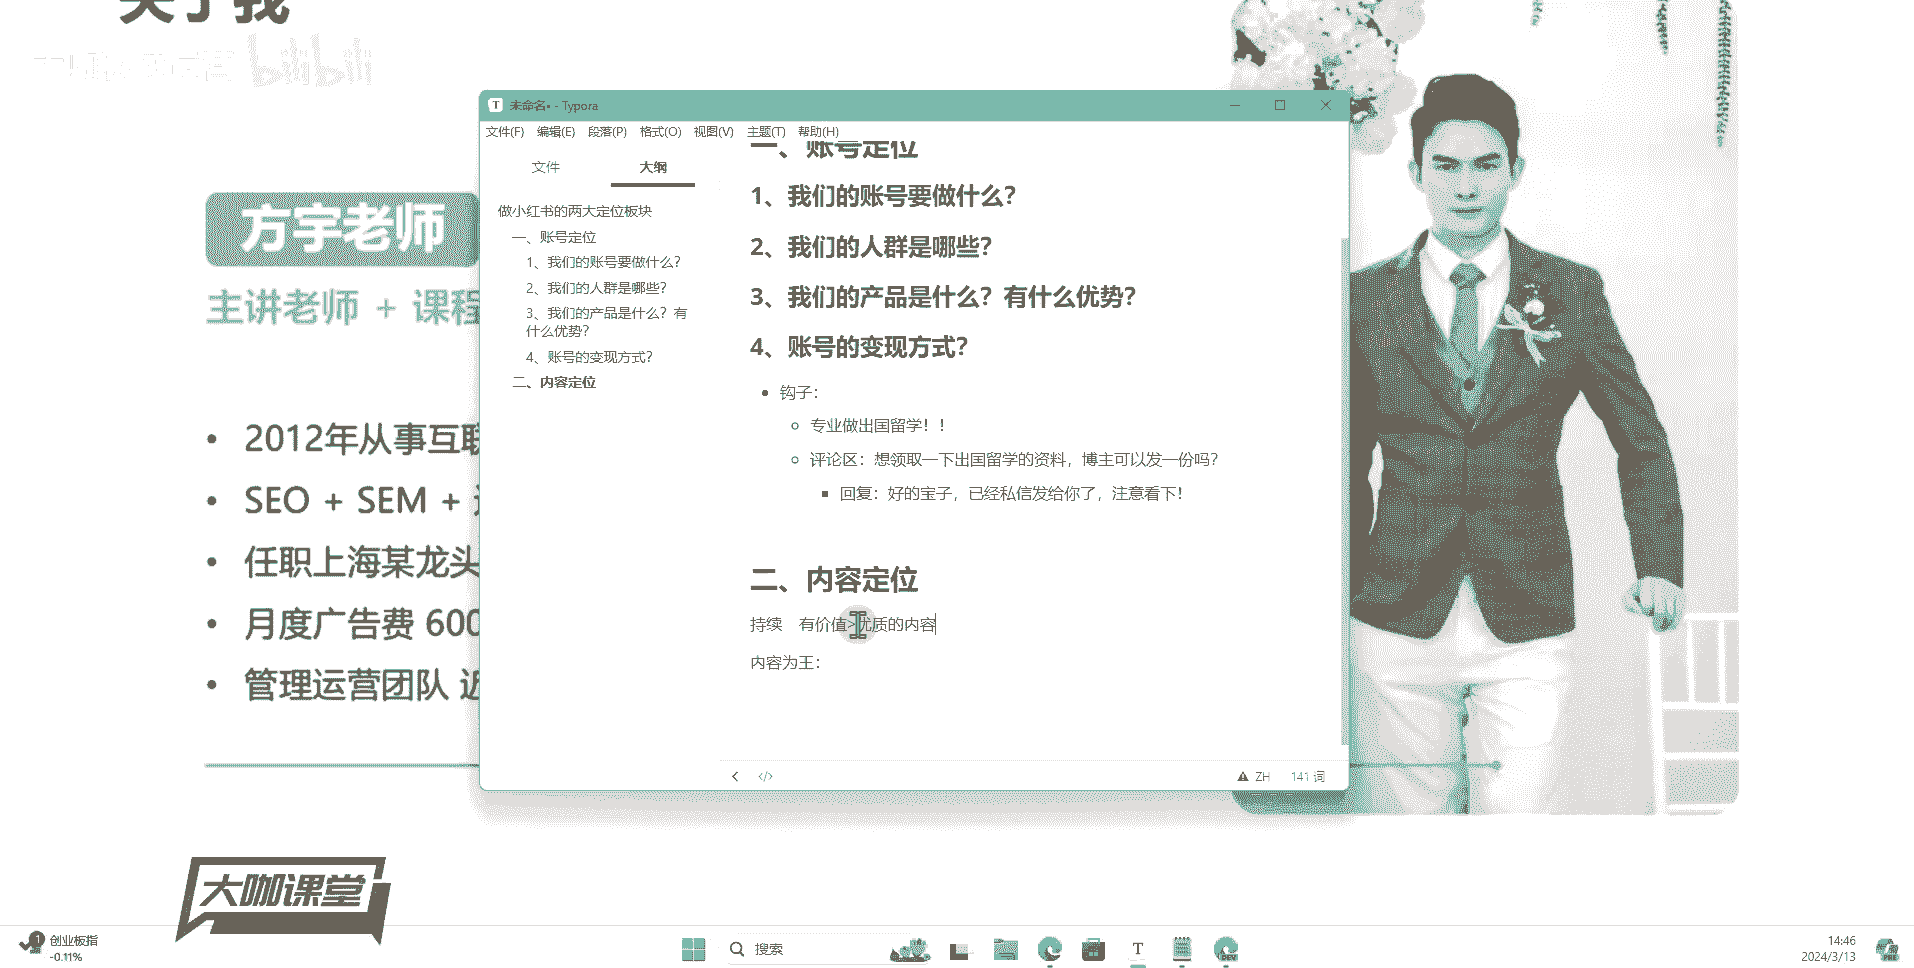 关于我
bilibili
方宇老师
主讲老师 + 课程
• 2012年从事互联
• SEO + SEM +
• 任职上海某龙头
• 月度广告费 600
• 管理运营团队 近
大咖课堂
未命名• - Typora
文件(F) 编辑(E) 段落(P) 格式(O) 视图(V) 主题(T) 帮助(H)
文件 大纲
做小红书的两大定位板块
一、账号定位
1、我们的账号要做什么？
2、我们的人群是哪些？
3、我们的产品是什么？有
什么优势？
4、账号的变现方式？
二、内容定位
一、账号定位
1、我们的账号要做什么？
2、我们的人群是哪些？
3、我们的产品是什么？有什么优势？
4、账号的变现方式？
• 钩子：
专业做出国留学！！
评论区：想领取一下出国留学的资料，博主可以发一份吗？
回复：好的宝子，已经私信发给你了，注意看下！
二、内容定位
持续 有价值>优质的内容
内容为王：
</> ZH 141 词
1 创业板指
-0.11%
搜索
T
DEV
14:46
2024/3/13
PRE